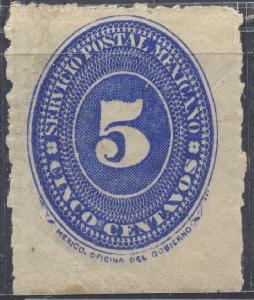 SERVICIO POSTAL MEXICANO
5
CINCO CENTAVOS
MEXICO, OFICINA DEL GOBIERNO